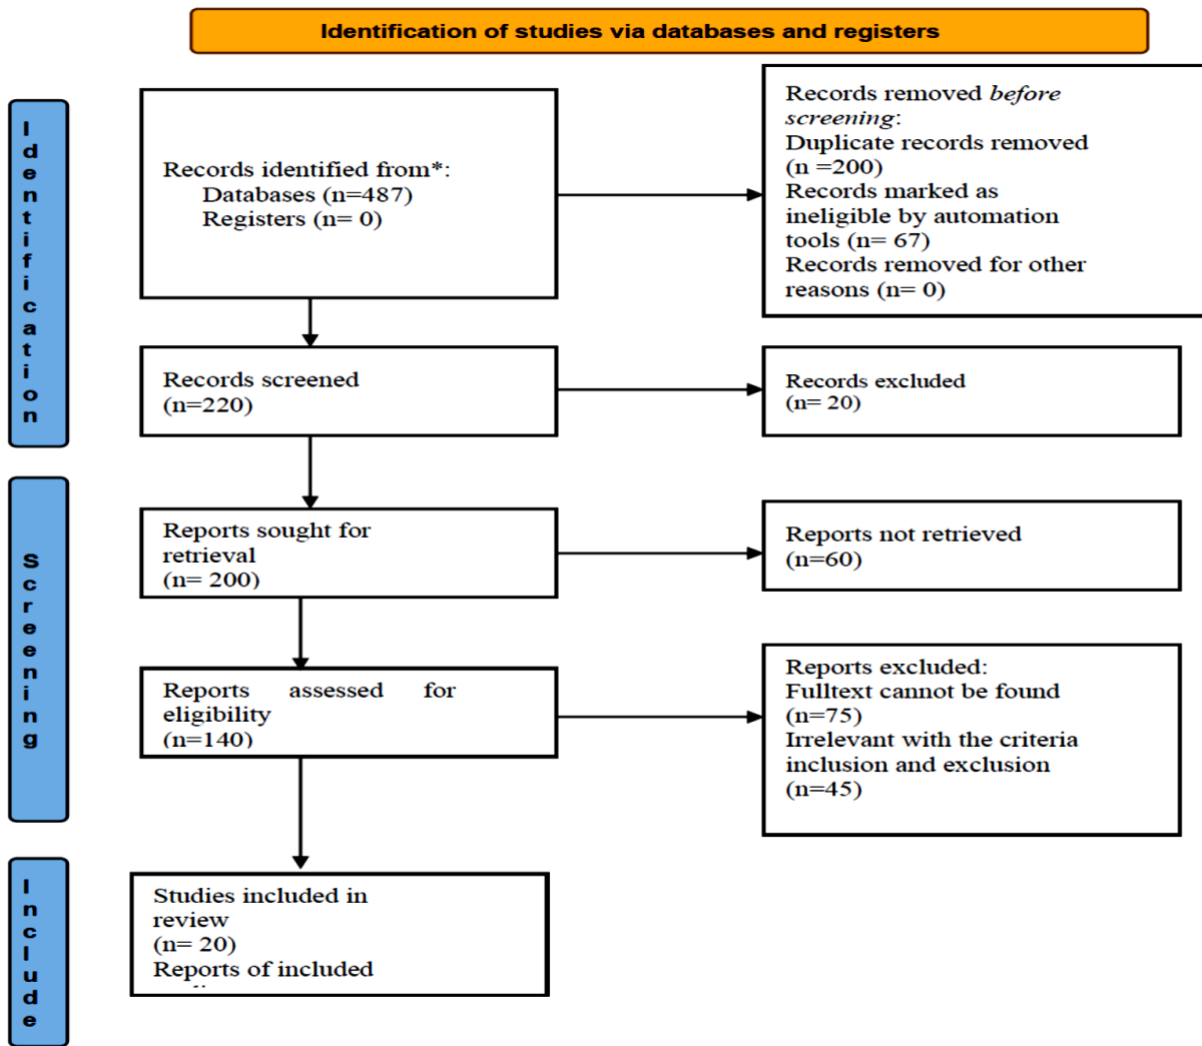 Identification of studies via databases and registers
Identification
Records identified from*:
Databases (n=487)
Registers (n= 0)
Records removed before
screening:
Duplicate records removed
(n =200)
Records marked as
ineligible by automation
tools (n= 67)
Records removed for other
reasons (n= 0)
Records screened
(n=220)
Records excluded
(n= 20)
Screening
Reports sought for
retrieval
(n= 200)
Reports not retrieved
(n=60)
Reports assessed for
eligibility
(n=140)
Reports excluded:
Fulltext cannot be found
(n=75)
Irrelevant with the criteria
inclusion and exclusion
(n=45)
Include
Studies included in
review
(n= 20)
Reports of included